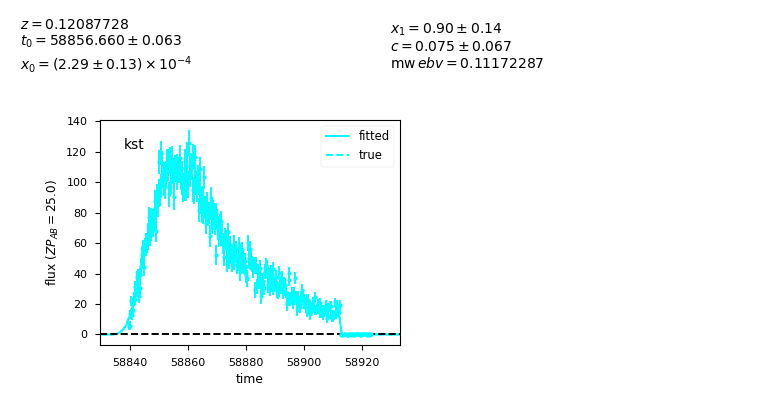 z = 0.12087728
t₀ = 58856.660 ± 0.063
x₀ = (2.29 ± 0.13) × 10⁻⁴
x₁ = 0.90 ± 0.14
c = 0.075 ± 0.067
mw ebv = 0.11172287
kst
fitted
true
140
120
100
80
60
40
20
0
flux (ZP_AB = 25.0)
58840 58860 58880 58900 58920
time